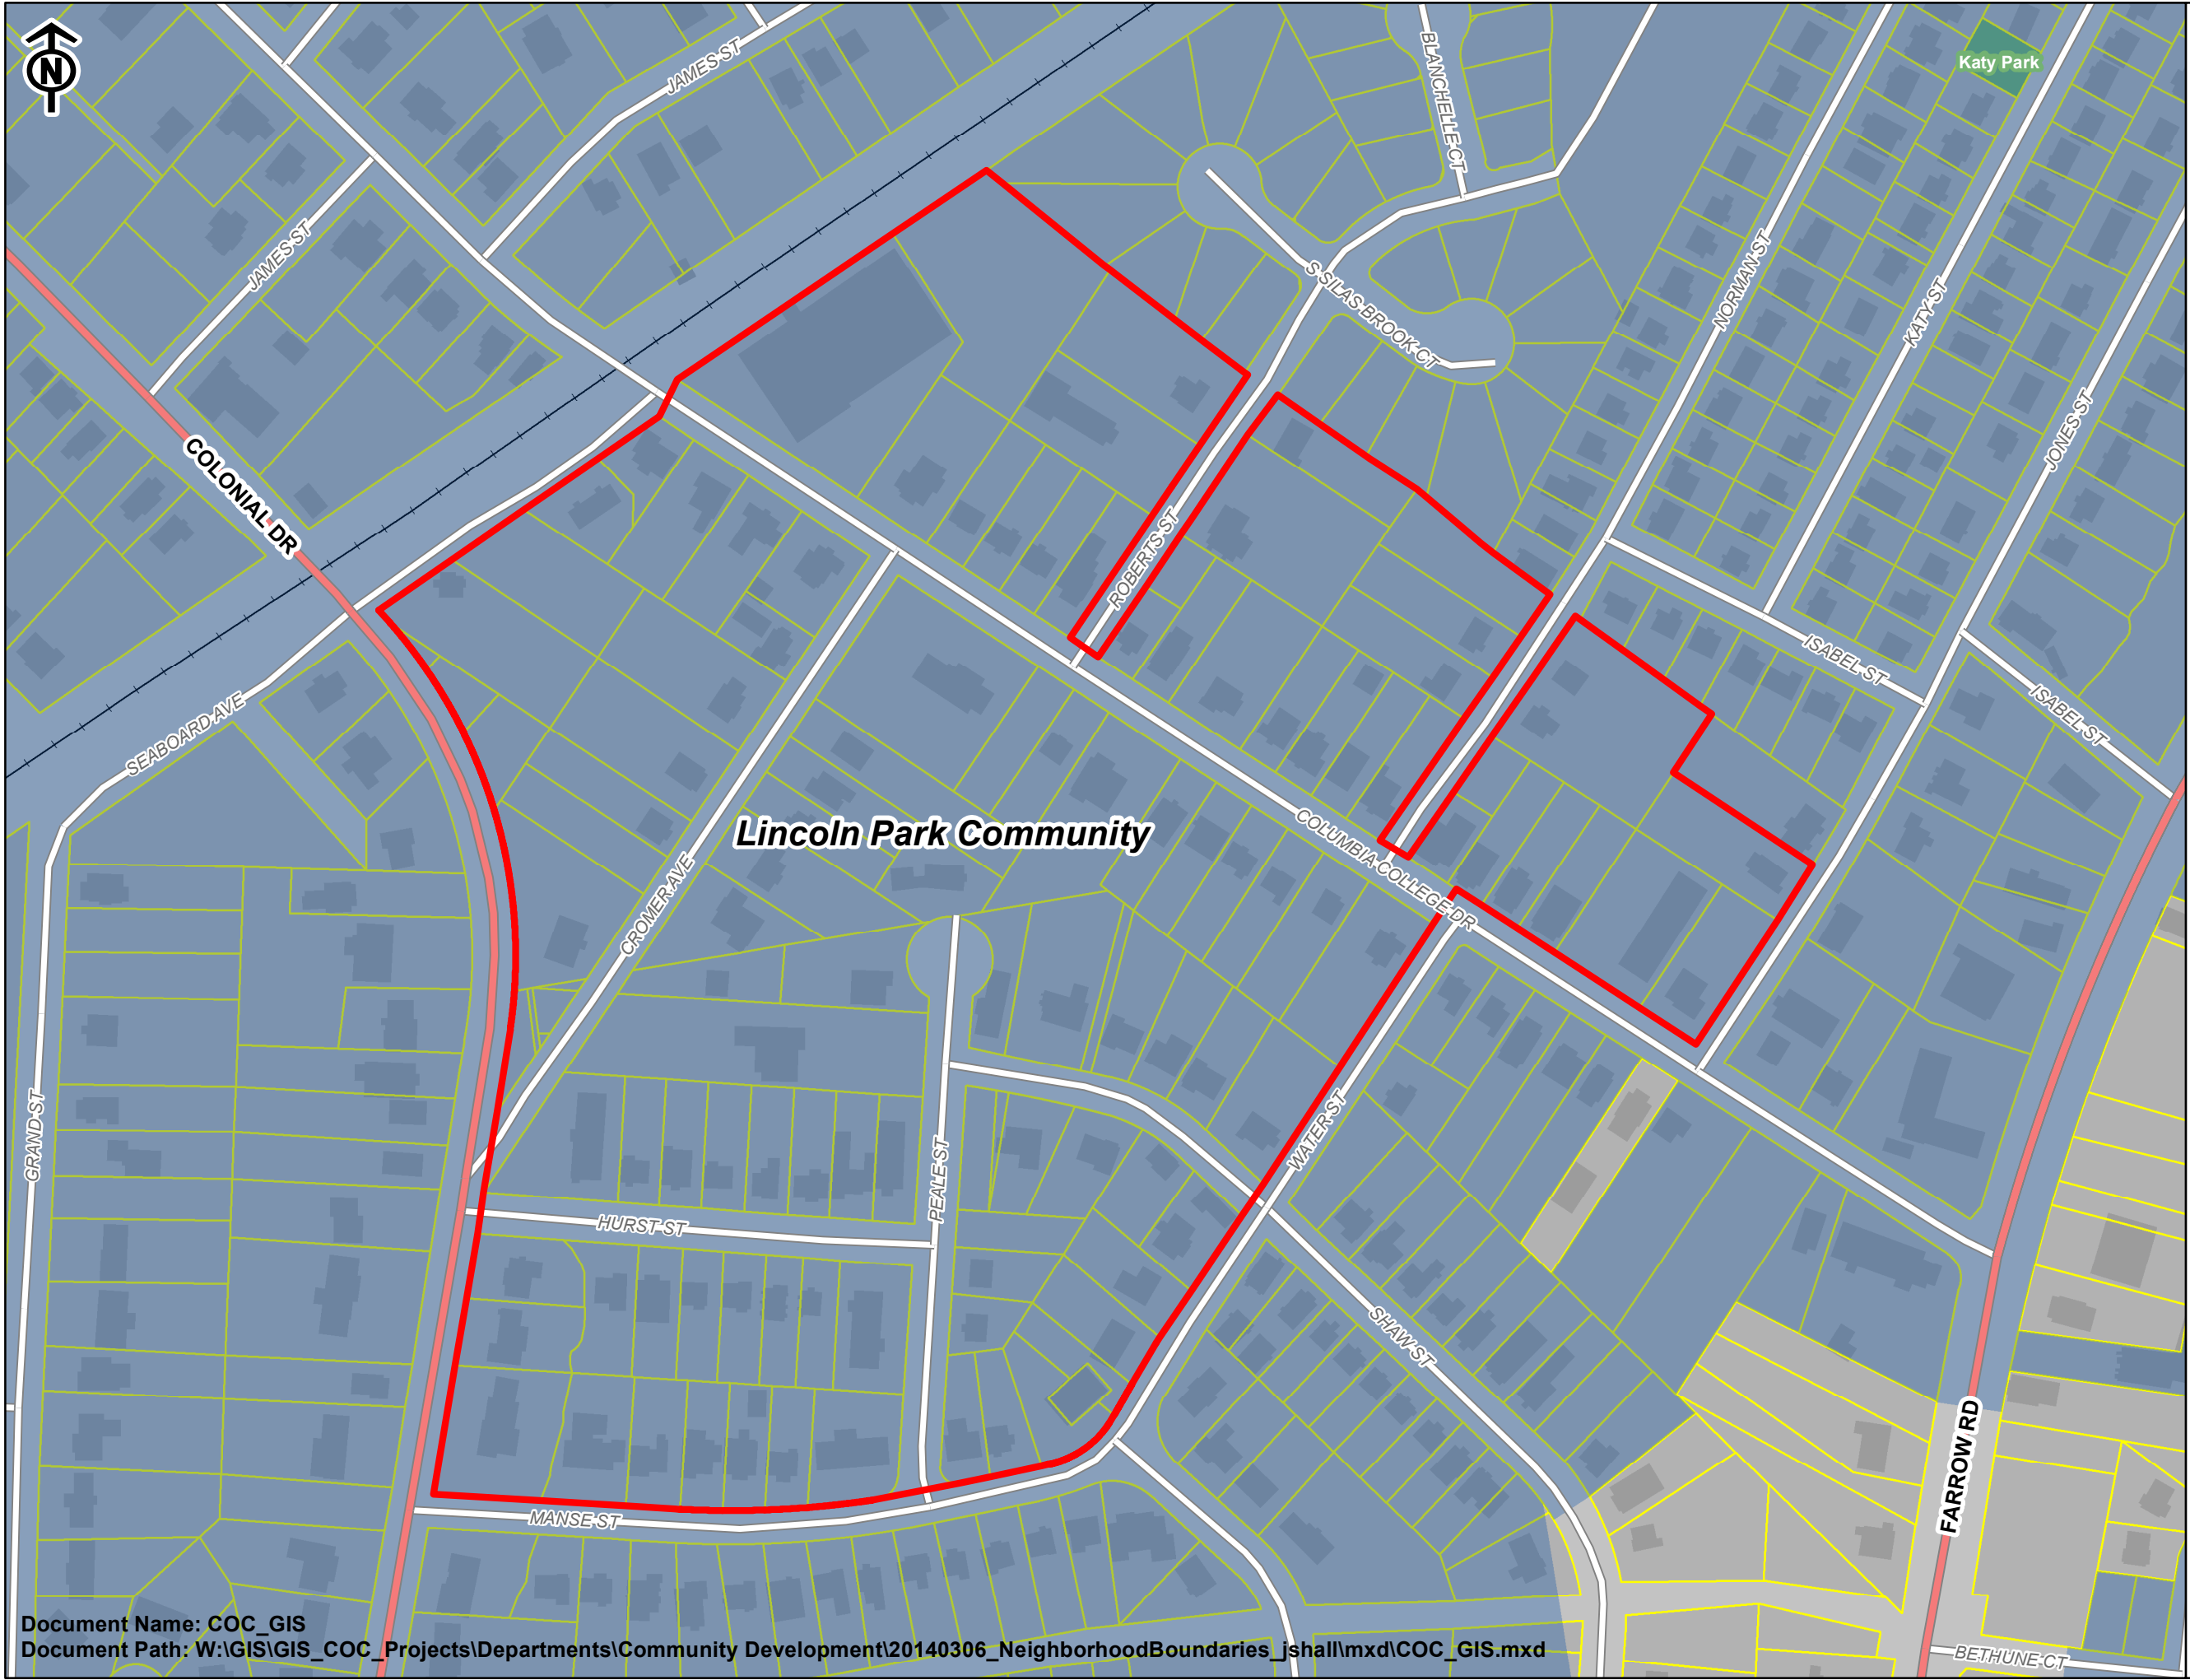 N
JAMES ST
BLANCHELLE CT
Katy Park
JAMES ST
S SILAS BROOK CT
NORMAN ST
KATY ST
JONES ST
COLONIAL DR
ROBERTS ST
ISABEL ST
ISABEL ST
SEABOARD AVE
Lincoln Park Community
COLUMBIA COLLEGE DR
CROMER AVE
GRAND ST
PEALE ST
WATER ST
HURST ST
SHAW ST
FARROW RD
MANSE ST
Document Name: COC_GIS
Document Path: W:\GIS\GIS_COC_Projects\Departments\Community Development\20140306_NeighborhoodBoundaries_jshall\mxd\COC_GIS.mxd
BETHUNE CT